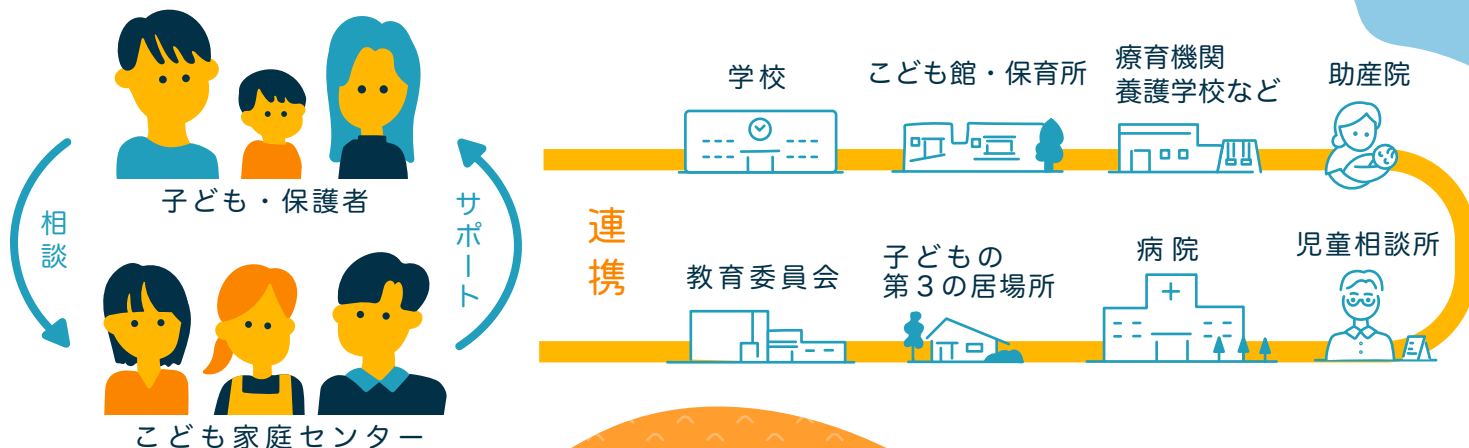 子ども・保護者
相談
サポート
こども家庭センター
連携
学校
こども館・保育所
療育機関
養護学校など
助産院
教育委員会
子どもの
第3の居場所
病院
児童相談所